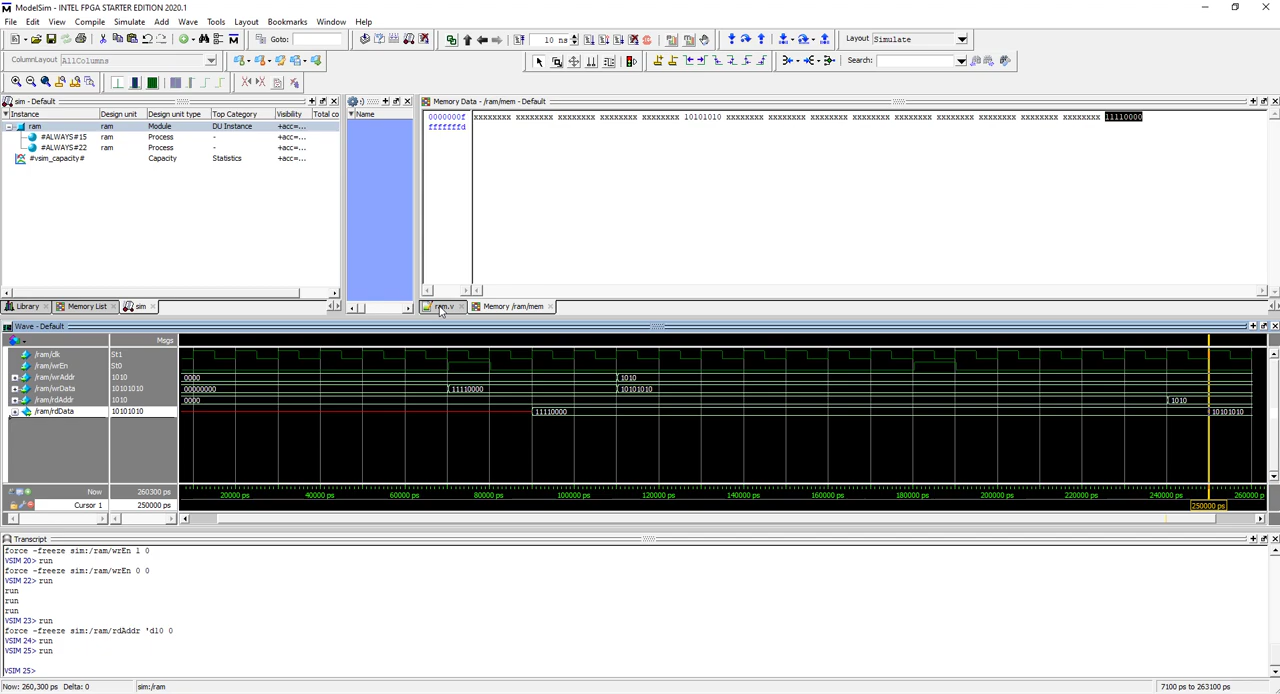 ModelSim - INTEL FPGA STARTER EDITION 2020.1
File Edit View Compile Simulate Add Wave Tools Layout Bookmarks Window Help
Goto: 10 ns Layout Simulate
ColumnLayout AllColumns Search:
sim - Default
Instance Design unit Design unit type Top Category Visibility Total co
ram ram Module DU Instance +acc=...
#ALWAYS#15 ram Process - +acc=...
#ALWAYS#22 ram Process - +acc=...
#vsim_capacity# Capacity Statistics +acc=...
Name
Memory Data - /ram/mem - Default
0000000f xxxxxxxx xxxxxxxx xxxxxxxx xxxxxxxx xxxxxxxx 10101010 xxxxxxxx xxxxxxxx xxxxxxxx xxxxxxxx xxxxxxxx xxxxxxxx xxxxxxxx xxxxxxxx xxxxxxxx 11110000
fffffffd
Library Memory List sim
ram.v Memory /ram/mem
Wave - Default
Msgs
/ram/clk St1
/ram/wrEn St0
/ram/wrAddr 1010 0000 1010
/ram/wrData 10101010 00000000 11110000 10101010
/ram/rdAddr 1010 0000 1010
/ram/rdData 10101010 11110000 10101010
Now 260300 ps 20000 ps 40000 ps 60000 ps 80000 ps 100000 ps 120000 ps 140000 ps 160000 ps 180000 ps 200000 ps 220000 ps 240000 ps 260000 p
Cursor 1 250000 ps 250000 ps
Transcript
force -freeze sim:/ram/wrEn 1 0
VSIM 20> run
force -freeze sim:/ram/wrEn 0 0
VSIM 22> run
run
run
run
VSIM 23> run
force -freeze sim:/ram/rdAddr 'd10 0
VSIM 24> run
VSIM 25> run
VSIM 25>
Now: 260,300 ps Delta: 0 sim:/ram 7100 ps to 263100 ps